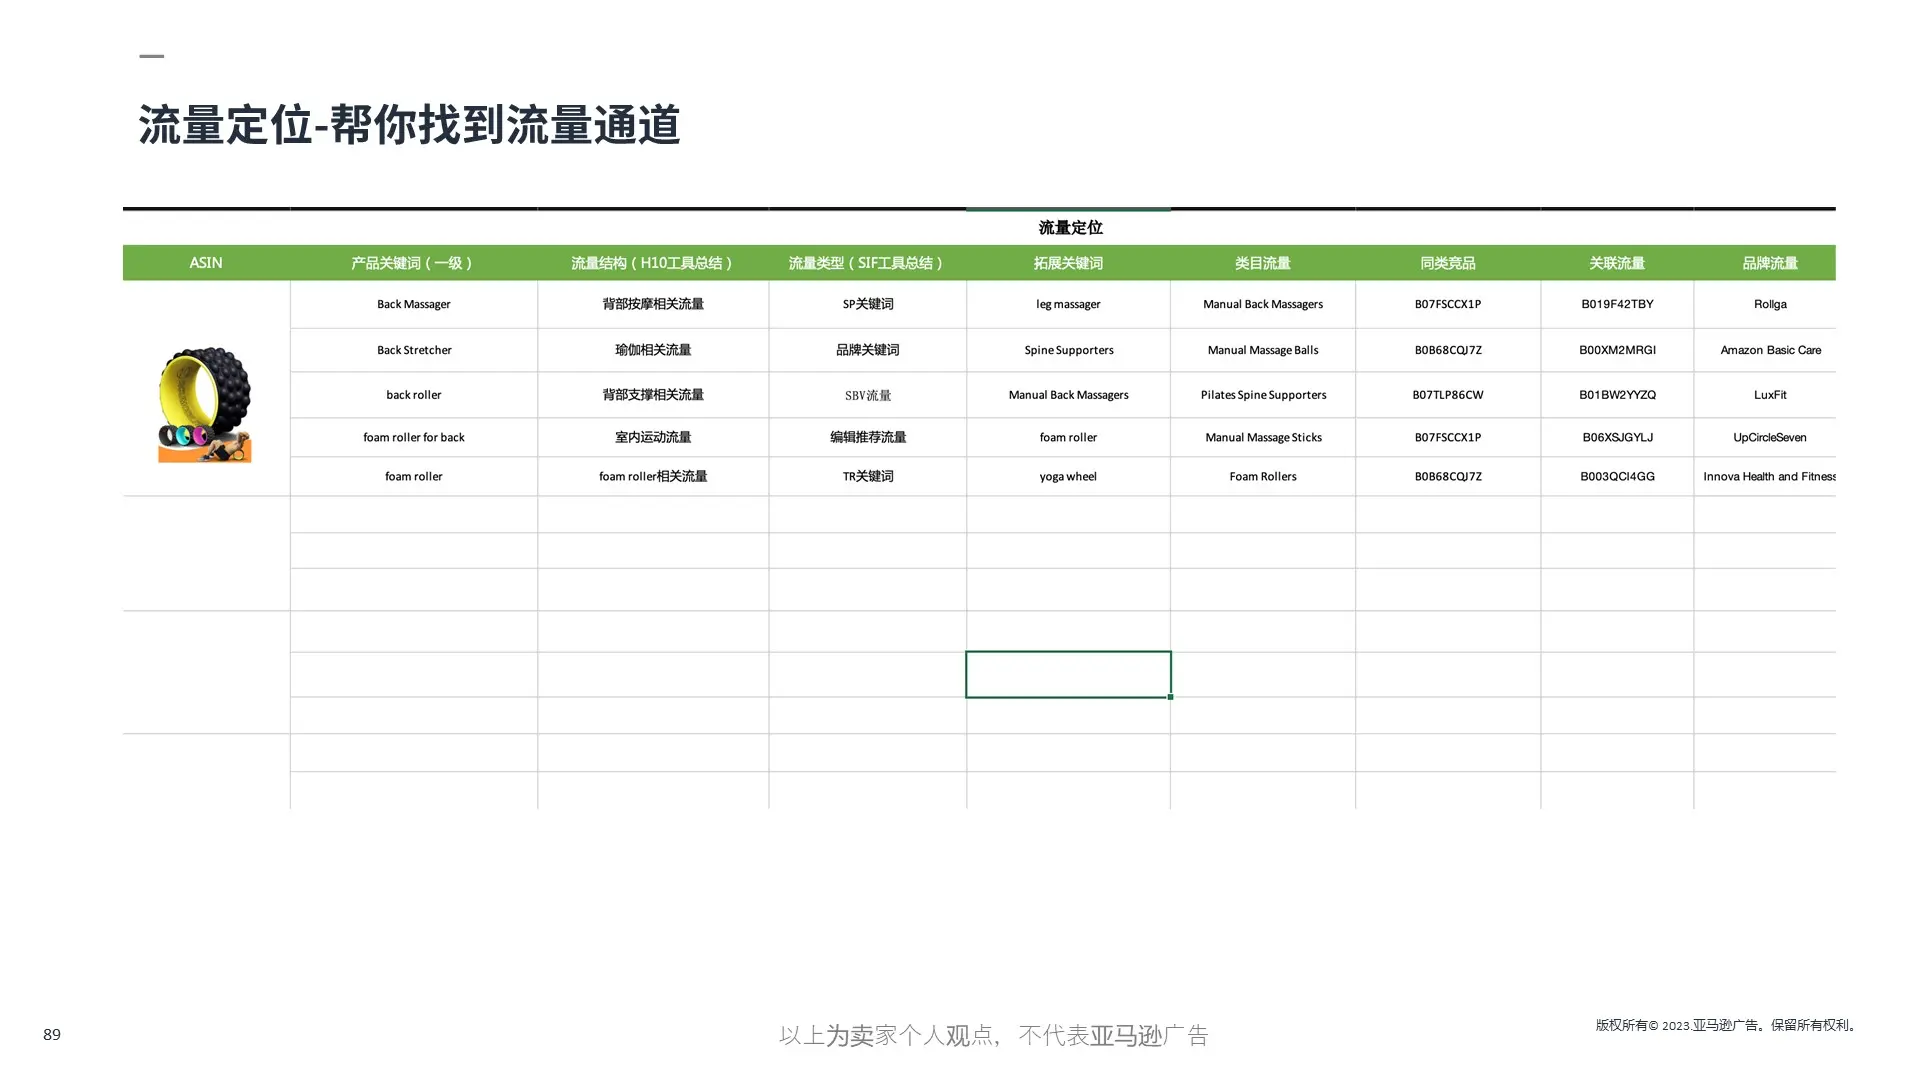 流量定位-帮你找到流量通道
流量定位
ASIN 产品关键词（一级） 流量结构（H10工具总结） 流量类型（SIF工具总结） 拓展关键词 类目流量 同类竞品 关联流量 品牌流量
Back Massager 背部按摩相关流量 SP关键词 leg massager Manual Back Massagers B07FSCCX1P B019F42TBY Rollga
Back Stretcher 瑜伽相关流量 品牌关键词 Spine Supporters Manual Massage Balls B0B68CQJ7Z B00XM2MRGI Amazon Basic Care
back roller 背部支撑相关流量 SBV流量 Manual Back Massagers Pilates Spine Supporters B07TLP86CW B01BW2YYZQ LuxFit
foam roller for back 室内运动流量 编辑推荐流量 foam roller Manual Massage Sticks B07FSCCX1P B06XSJGYLJ UpCircleSeven
foam roller foam roller相关流量 TR关键词 yoga wheel Foam Rollers B0B68CQJ7Z B003QCI4GG Innova Health and Fitness
89
以上为卖家个人观点，不代表亚马逊广告
版权所有© 2023.亚马逊广告。保留所有权利。